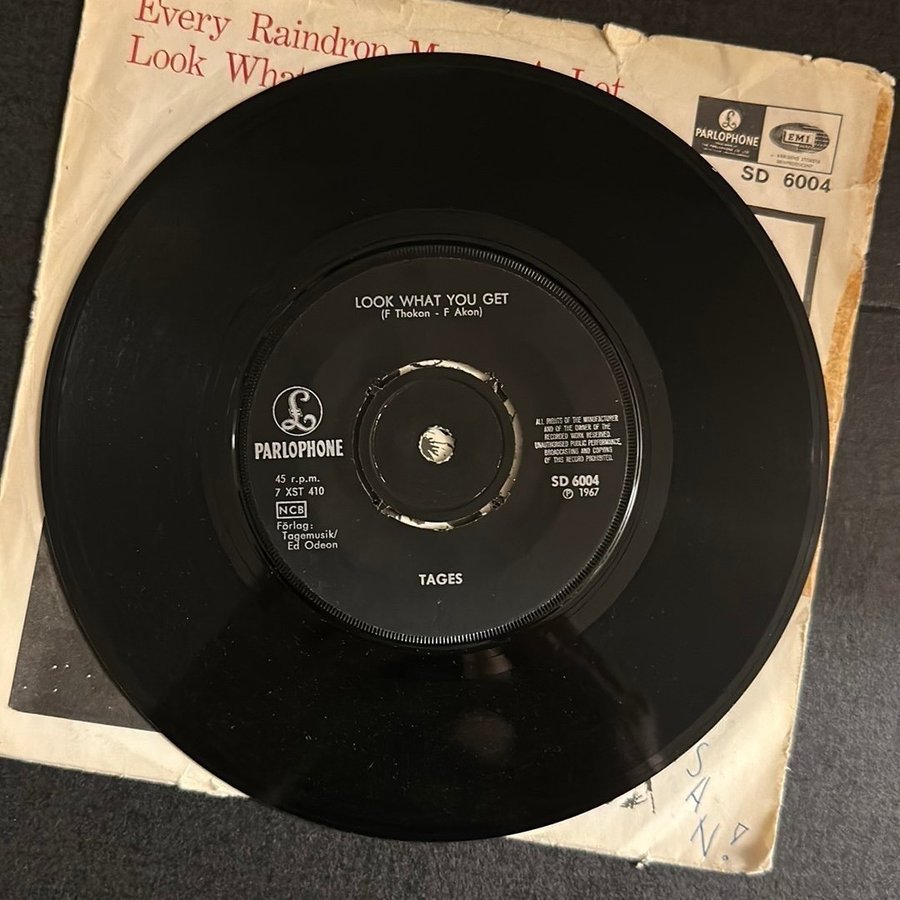 Every Raindrop
Look What Lot
£
PARLOPHONE
EMI
SD 6004
LOOK WHAT YOU GET
(F Thokon - F Akon)
£
PARLOPHONE
45 r.p.m.
7 XST 410
NCB
Förlag:
Tagemusik/
Ed Odeon
ALL RIGHTS OF THE MANUFACTURER
AND OF THE OWNER OF THE
RECORDED WORK RESERVED.
UNAUTHORISED PUBLIC PERFORMANCE,
BROADCASTING AND COPYING
OF THIS RECORD PROHIBITED.
SD 6004
℗ 1967
TAGES
SAN!